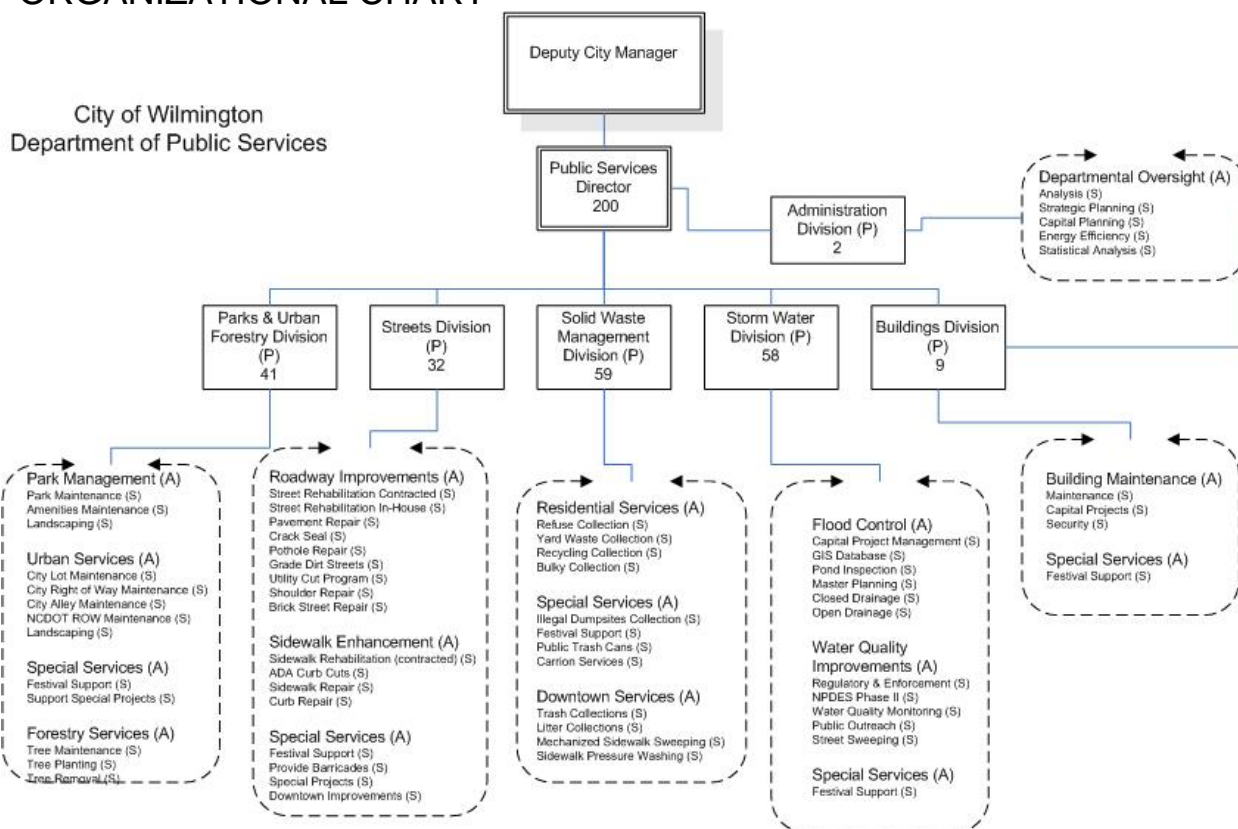 ORGANIZATIONAL CHART
City of Wilmington
Department of Public Services
Deputy City Manager
Public Services
Director
200
Administration
Division (P)
2
Departmental Oversight (A)
Analysis (S)
Strategic Planning (S)
Capital Planning (S)
Energy Efficiency (S)
Statistical Analysis (S)
Parks & Urban
Forestry Division
(P)
41
Streets Division
(P)
32
Solid Waste
Management
Division (P)
59
Storm Water
Division (P)
58
Buildings Division
(P)
9
Park Management (A)
Park Maintenance (S)
Amenities Maintenance (S)
Landscaping (S)
Urban Services (A)
City Lot Maintenance (S)
City Right of Way Maintenance (S)
City Alley Maintenance (S)
NCDOT ROW Maintenance (S)
Landscaping (S)
Special Services (A)
Festival Support (S)
Support Special Projects (S)
Forestry Services (A)
Tree Maintenance (S)
Tree Planting (S)
Tree Removal (S)
Roadway Improvements (A)
Street Rehabilitation Contracted (S)
Street Rehabilitation In-House (S)
Pavement Repair (S)
Crack Seal (S)
Pothole Repair (S)
Grade Dirt Streets (S)
Utility Cut Program (S)
Shoulder Repair (S)
Brick Street Repair (S)
Sidewalk Enhancement (A)
Sidewalk Rehabilitation (contracted) (S)
ADA Curb Cuts (S)
Sidewalk Repair (S)
Curb Repair (S)
Special Services (A)
Festival Support (S)
Provide Barricades (S)
Special Projects (S)
Downtown Improvements (S)
Residential Services (A)
Refuse Collection (S)
Yard Waste Collection (S)
Recycling Collection (S)
Bulky Collection (S)
Special Services (A)
Illegal Dumpsites Collection (S)
Festival Support (S)
Public Trash Cans (S)
Carrion Services (S)
Downtown Services (A)
Trash Collections (S)
Litter Collections (S)
Mechanized Sidewalk Sweeping (S)
Sidewalk Pressure Washing (S)
Flood Control (A)
Capital Project Management (S)
GIS Database (S)
Pond Inspection (S)
Master Planning (S)
Closed Drainage (S)
Open Drainage (S)
Water Quality
Improvements (A)
Regulatory & Enforcement (S)
NPDES Phase II (S)
Water Quality Monitoring (S)
Public Outreach (S)
Street Sweeping (S)
Special Services (A)
Festival Support (S)
Building Maintenance (A)
Maintenance (S)
Capital Projects (S)
Security (S)
Special Services (A)
Festival Support (S)